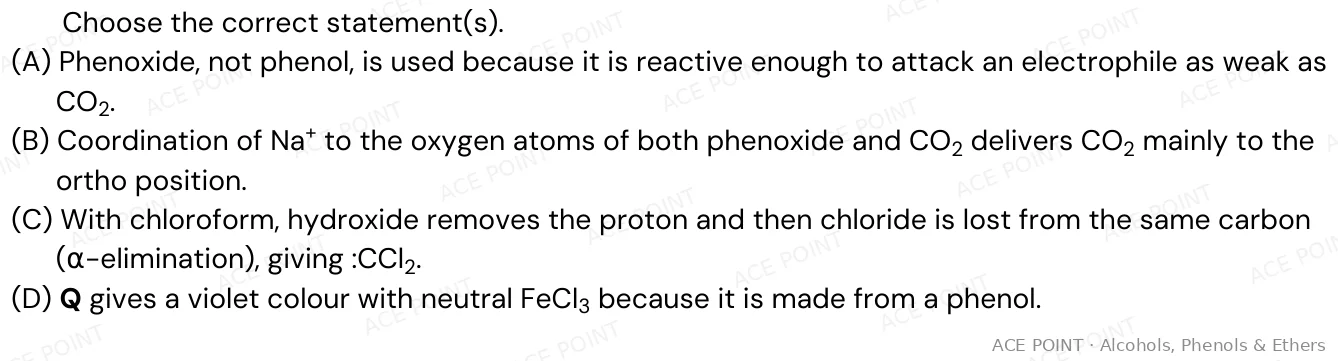 Choose the correct statement(s).
(A) Phenoxide, not phenol, is used because it is reactive enough to attack an electrophile as weak as
CO₂.
(B) Coordination of Na⁺ to the oxygen atoms of both phenoxide and CO₂ delivers CO₂ mainly to the
ortho position.
(C) With chloroform, hydroxide removes the proton and then chloride is lost from the same carbon
(α-elimination), giving :CCl₂.
(D) Q gives a violet colour with neutral FeCl₃ because it is made from a phenol.
ACE POINT · Alcohols, Phenols & Ethers